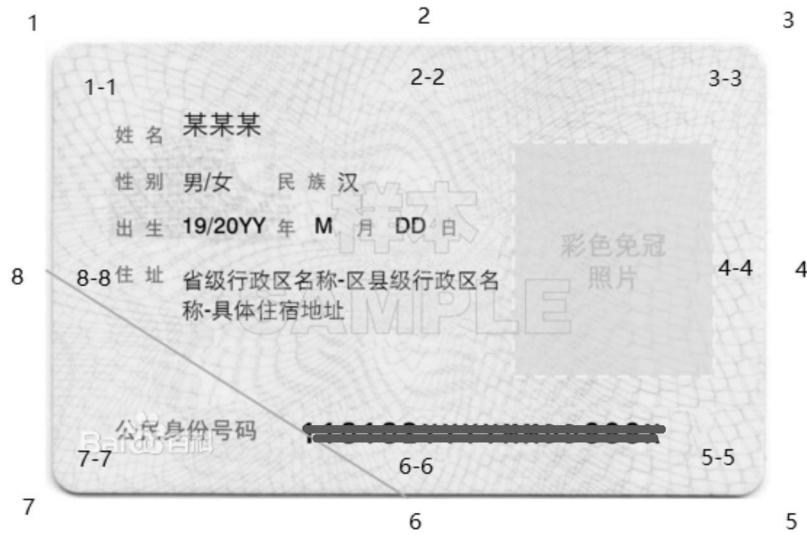 1 2 3
1-1 2-2 3-3
姓名 某某某
性别 男/女 民族 汉
出生 19/20YY 年 M 月 DD 日
样本
彩色免冠
照片
8 8-8 住址 省级行政区名称-区县级行政区名 4-4 4
称-具体住宿地址
SAMPLE
公民身份号码
Bai 百科
7-7 6-6 5-5
7 6 5